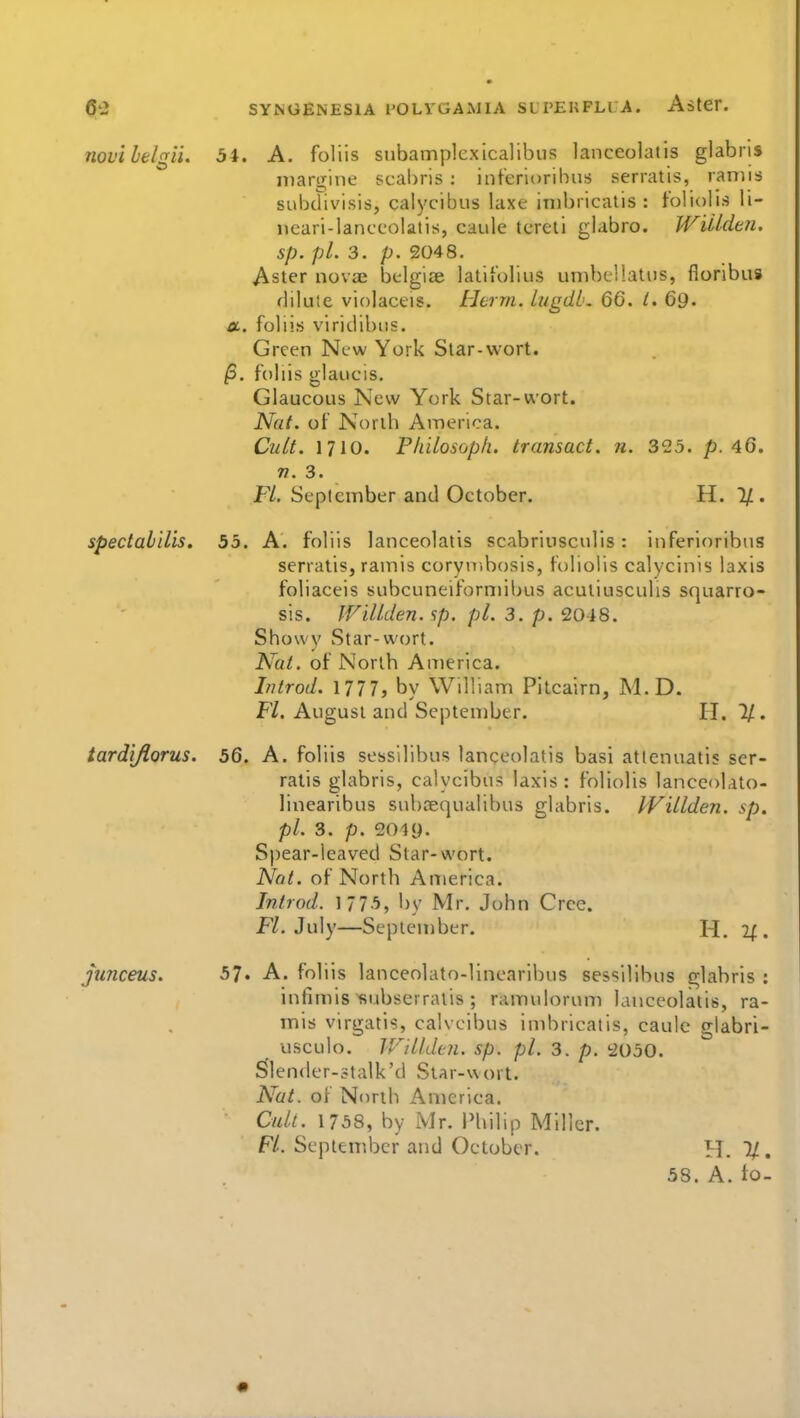 62 SYNGENESIA POLYGAMIA SUPERFLUA. Aster.
novi belgii. 54. A. foliis subamplexicalibus lanceolatis glabris
margine scabris : inferioribus serratis, ramis
subdivisis, calycibus laxe imbricatis : foliolis li-
neari-lanceolatis, caule tereti glabro. Willden.
sp. pl. 3. p. 2048.
Aster novæ belgiæ latifolius umbellatus, floribus
dilute violaceis. Herm. lugdb. 66. t. 69.
α. foliis viridibus.
Green New York Star-wort.
β. foliis glaucis.
Glaucous New York Star-wort.
Nat. of North America.
Cult. 1710. Philosoph. transact. n. 325. p. 46.
n. 3.
Fl. September and October. H. ♃.
spectabilis. 55. A. foliis lanceolatis scabriusculis : inferioribus
serratis, ramis corymbosis, foliolis calycinis laxis
foliaceis subcuneiformibus acutiusculis squarro-
sis. Willden. sp. pl. 3. p. 2048.
Showy Star-wort.
Nat. of North America.
Introd. 1777, by William Pitcairn, M. D.
Fl. August and September. H. ♃.
tardiflorus. 56. A. foliis sessilibus lanceolatis basi attenuatis ser-
ratis glabris, calycibus laxis : foliolis lanceolato-
linearibus subæqualibus glabris. Willden. sp.
pl. 3. p. 2049.
Spear-leaved Star-wort.
Nat. of North America.
Introd. 1775, by Mr. John Cree.
Fl. July—September. H. ♃.
junceus. 57. A. foliis lanceolato-linearibus sessilibus glabris :
infimis subserratis ; ramulorum lanceolatis, ra-
mis virgatis, calycibus imbricatis, caule glabri-
usculo. Willden. sp. pl. 3. p. 2050.
Slender-stalk'd Star-wort.
Nat. of North America.
Cult. 1758, by Mr. Philip Miller.
Fl. September and October. H. ♃.
58. A. to-